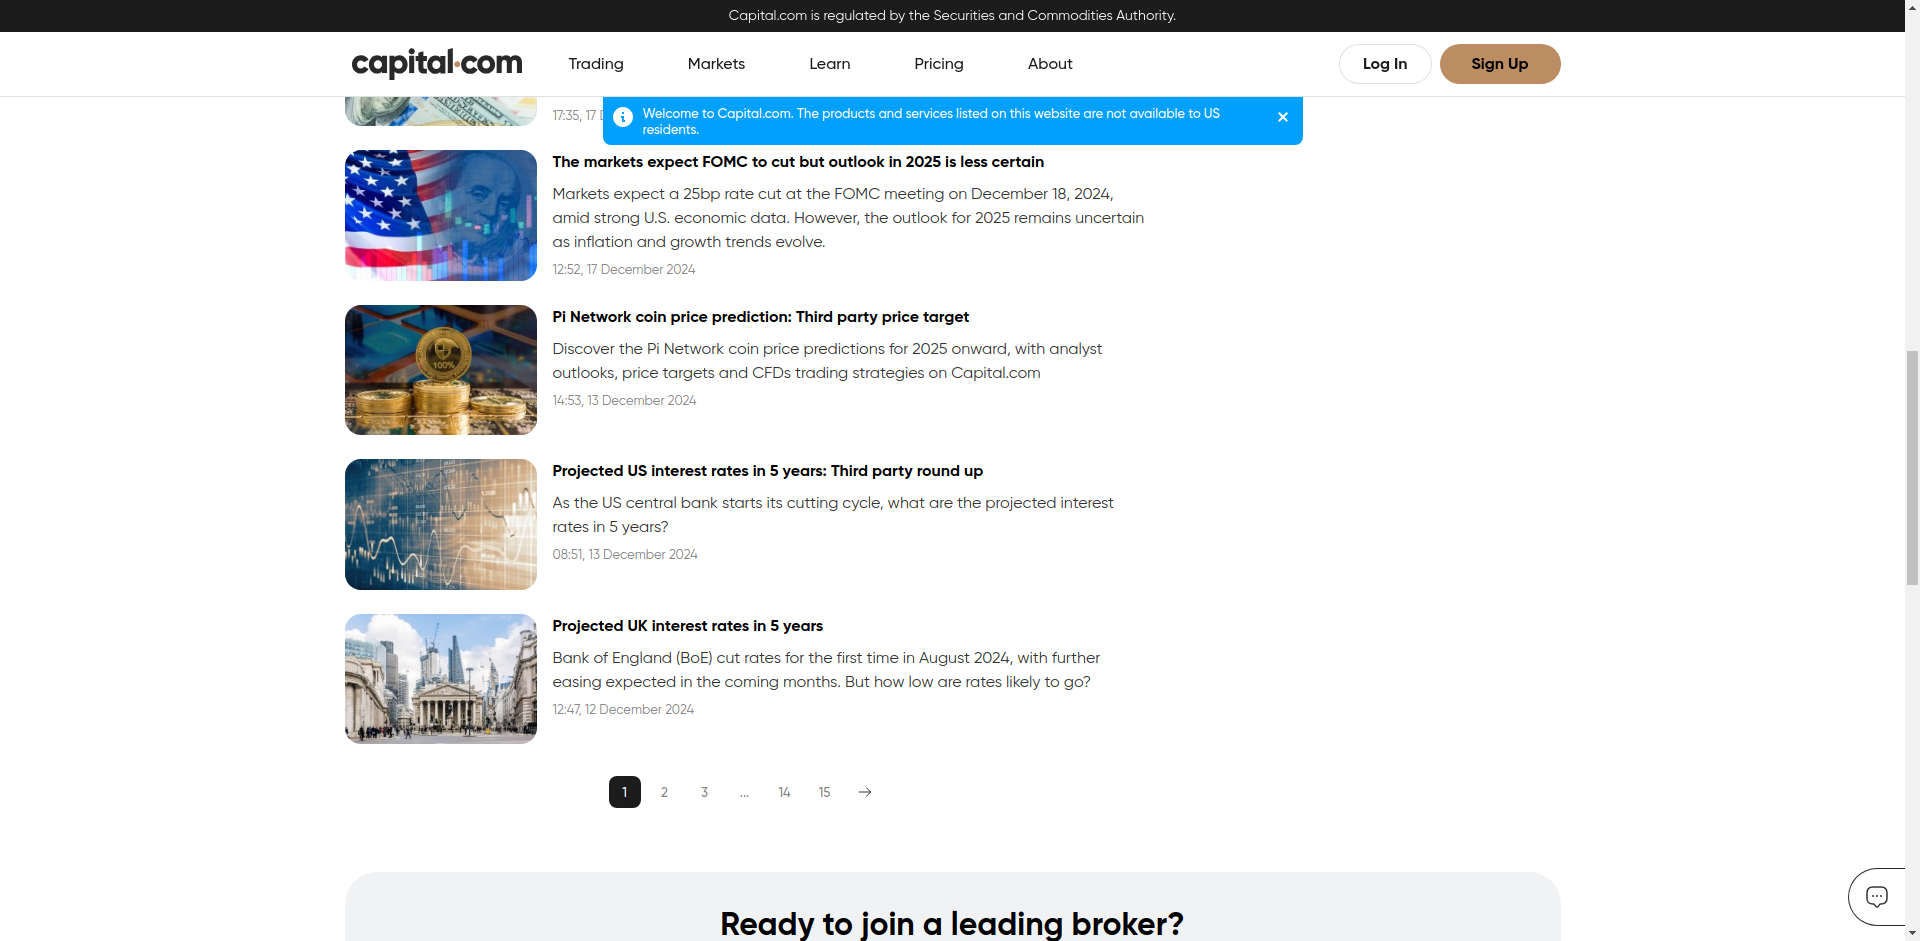 Capital.com is regulated by the Securities and Commodities Authority.
capital.com
Trading
Markets
Learn
Pricing
About
Log In
Sign Up
17:35, 17
Welcome to Capital.com. The products and services listed on this website are not available to US
residents.
The markets expect FOMC to cut but outlook in 2025 is less certain
Markets expect a 25bp rate cut at the FOMC meeting on December 18, 2024,
amid strong U.S. economic data. However, the outlook for 2025 remains uncertain
as inflation and growth trends evolve.
12:52, 17 December 2024
100%
Pi Network coin price prediction: Third party price target
Discover the Pi Network coin price predictions for 2025 onward, with analyst
outlooks, price targets and CFDs trading strategies on Capital.com
14:53, 13 December 2024
Projected US interest rates in 5 years: Third party round up
As the US central bank starts its cutting cycle, what are the projected interest
rates in 5 years?
08:51, 13 December 2024
Projected UK interest rates in 5 years
Bank of England (BoE) cut rates for the first time in August 2024, with further
easing expected in the coming months. But how low are rates likely to go?
12:47, 12 December 2024
1 2 3 ... 14 15
Ready to join a leading broker?